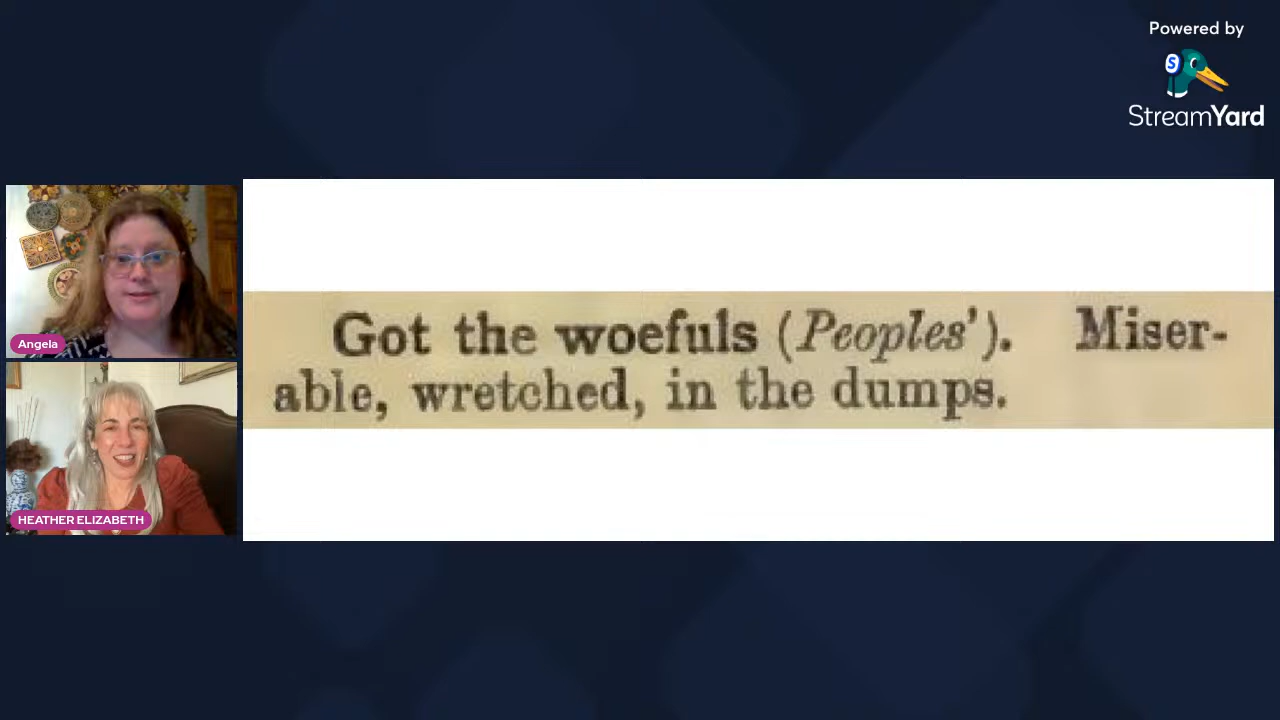 Powered by
S
StreamYard
Angela
HEATHER ELIZABETH
Got the woefuls (Peoples'). Miser-
able, wretched, in the dumps.